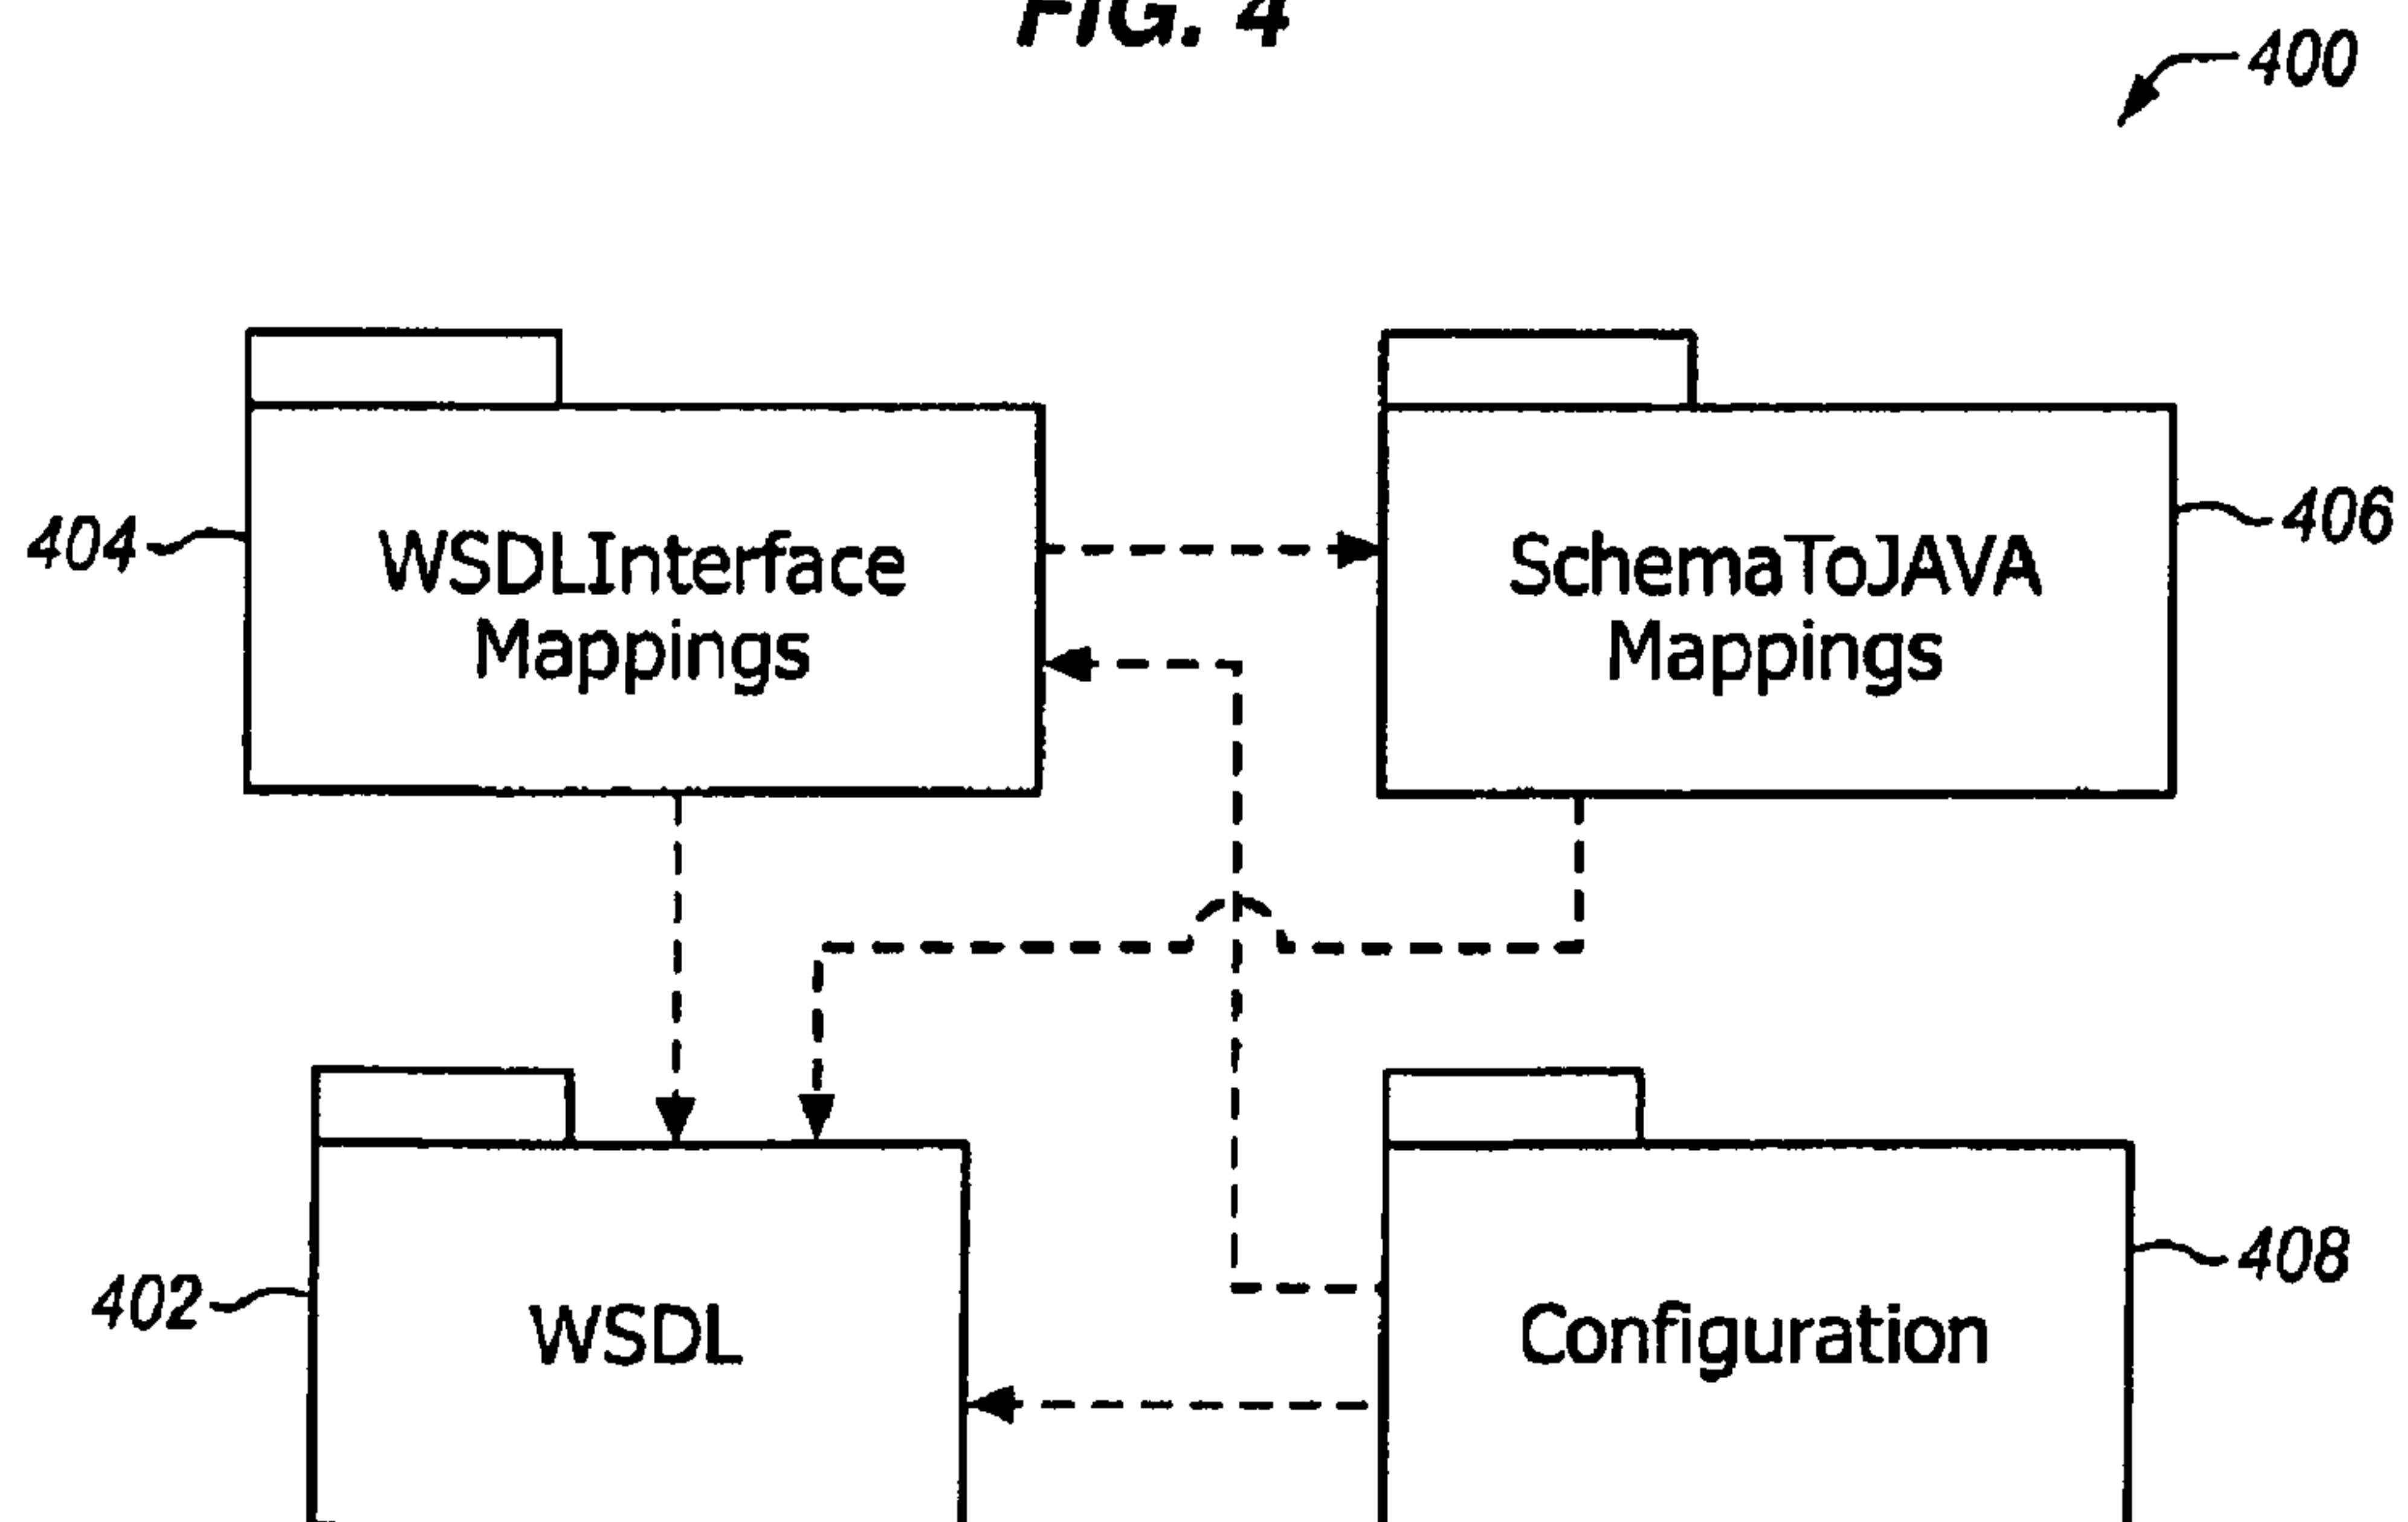 FIG. 4
400
404
WSDLInterface
Mappings
SchemaToJAVA
Mappings
406
402
WSDL
Configuration
408